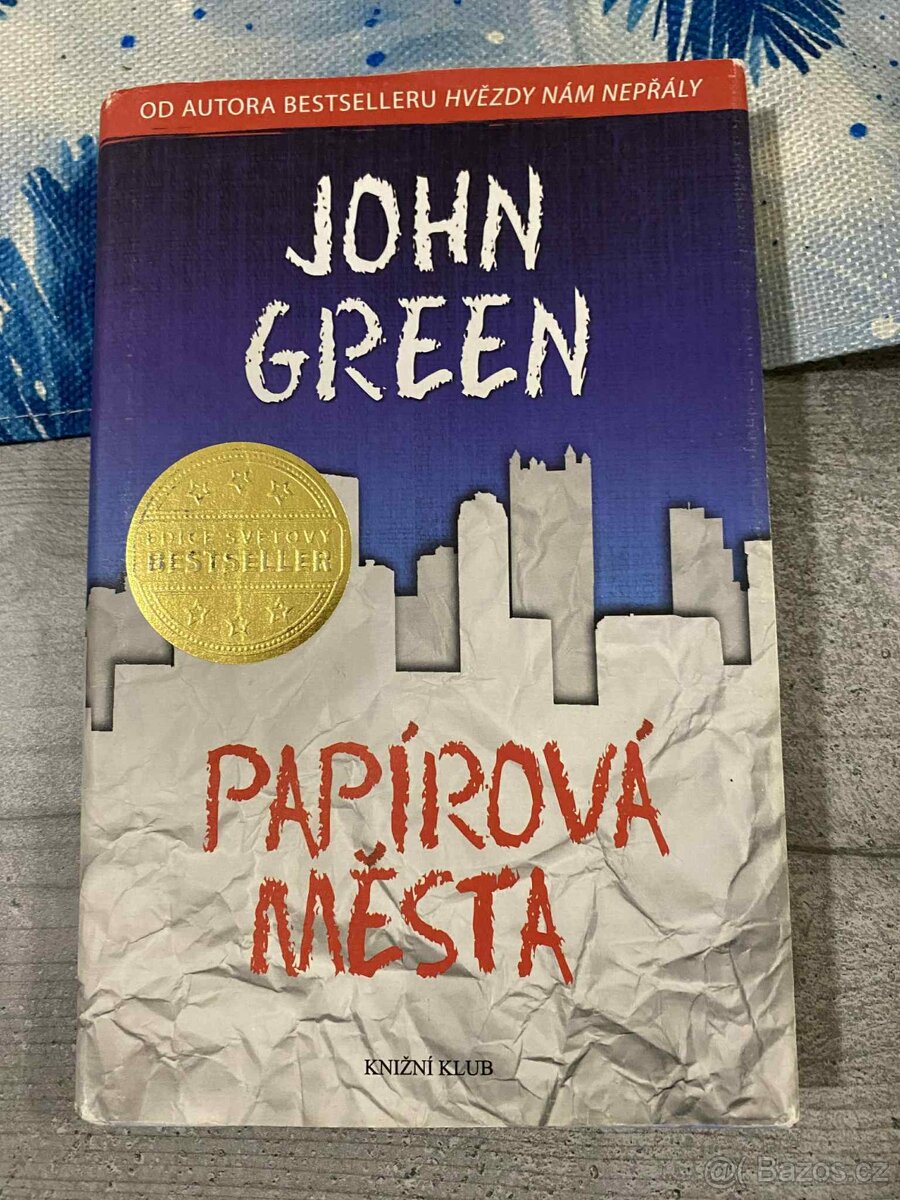 OD AUTORA BESTSELLERU HVĚZDY NÁM NEPŘÁLY
JOHN
GREEN
EDICE SVĚTOVÝ
BESTSELLER
PAPÍROVÁ
MĚSTA
KNIŽNÍ KLUB
@( Bazos.cz